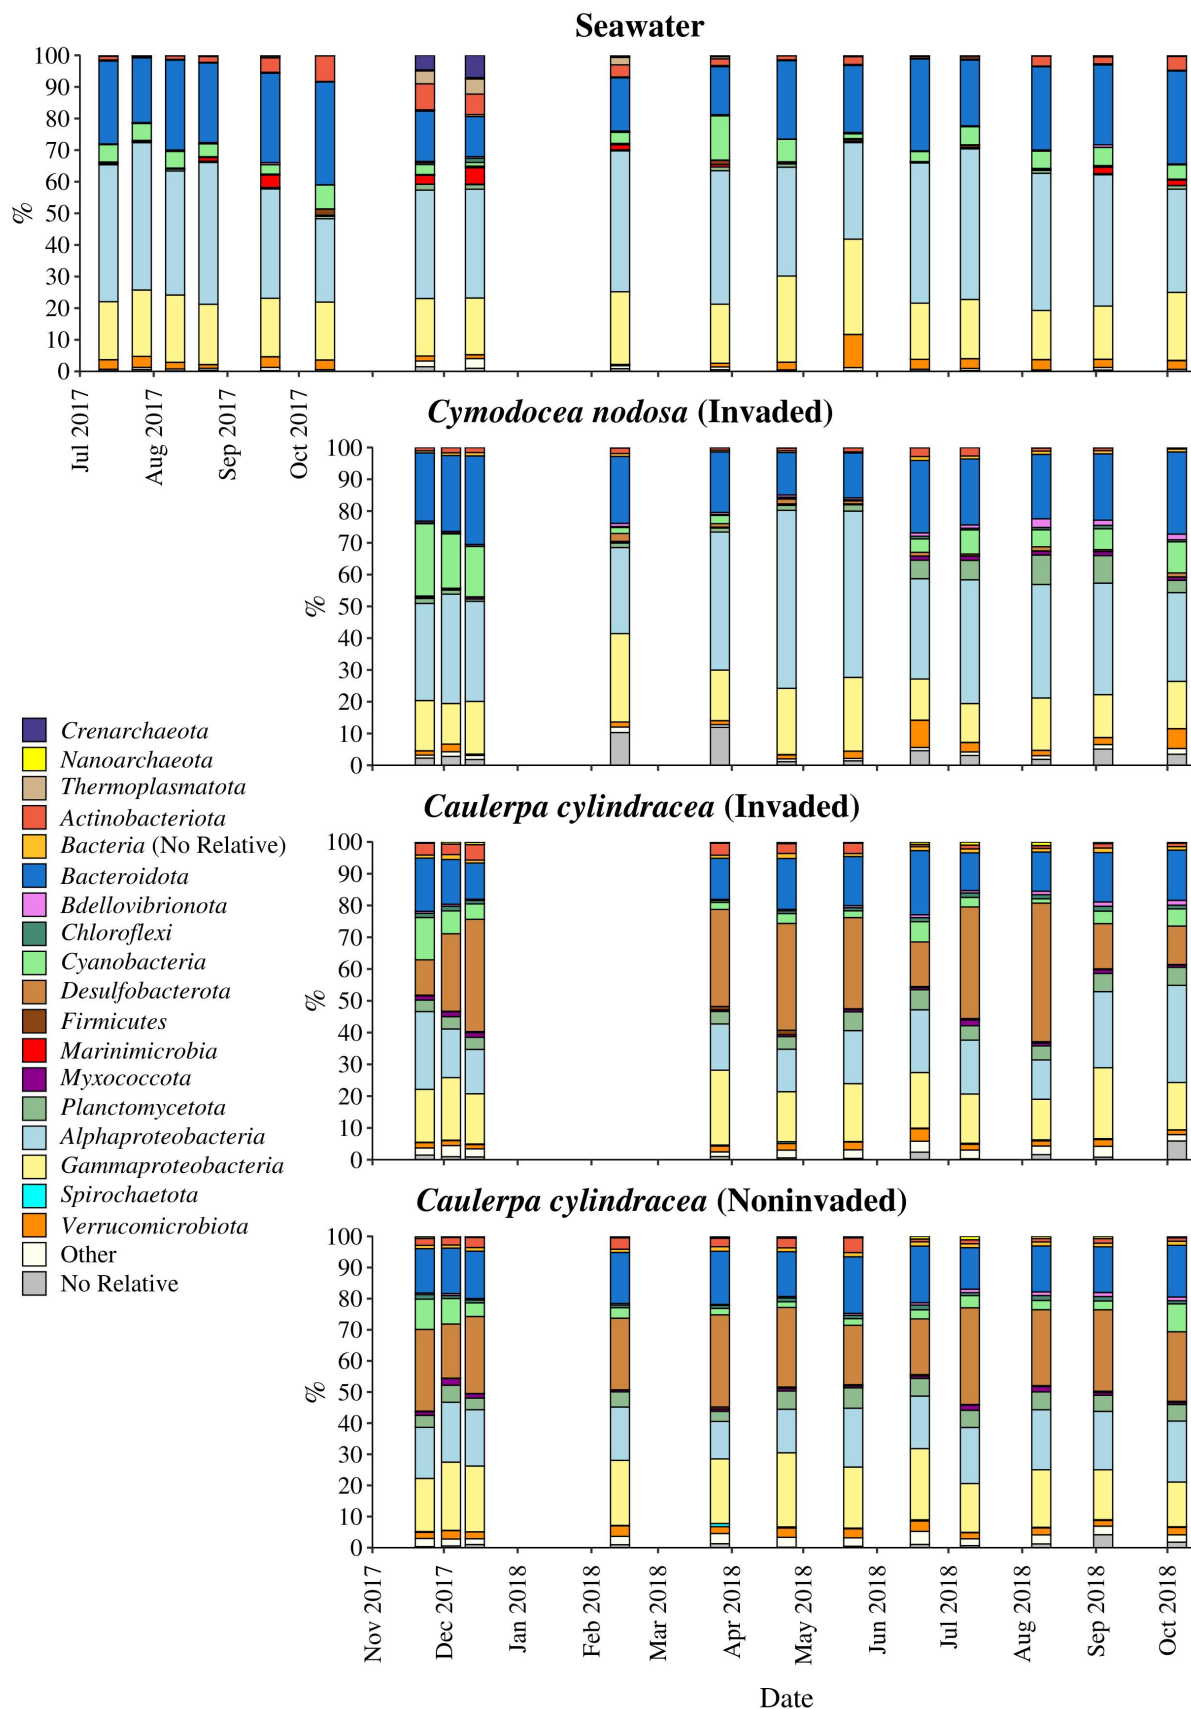 Seawater
100
90
80
70
60
50
40
30
20
10
0
%
Jul 2017
Aug 2017
Sep 2017
Oct 2017
Cymodocea nodosa (Invaded)
100
90
80
70
60
50
40
30
20
10
0
%
Caulerpa cylindracea (Invaded)
100
90
80
70
60
50
40
30
20
10
0
%
Crenarchaeota
Nanoarchaeota
Thermoplasmatota
Actinobacteriota
Bacteria (No Relative)
Bacteroidota
Bdellovibrionota
Chloroflexi
Cyanobacteria
Desulfobacterota
Firmicutes
Marinimicrobia
Myxococcota
Planctomycetota
Alphaproteobacteria
Gammaproteobacteria
Spirochaetota
Verrucomicrobiota
Other
No Relative
Caulerpa cylindracea (Noninvaded)
100
90
80
70
60
50
40
30
20
10
0
%
Nov 2017
Dec 2017
Jan 2018
Feb 2018
Mar 2018
Apr 2018
May 2018
Jun 2018
Jul 2018
Aug 2018
Sep 2018
Oct 2018
Date